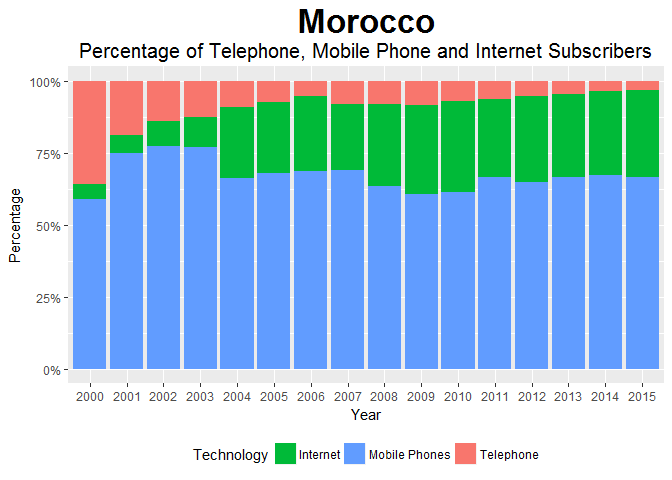 Morocco
Percentage of Telephone, Mobile Phone and Internet Subscribers
Percentage
100%
75%
50%
25%
0%
2000 2001 2002 2003 2004 2005 2006 2007 2008 2009 2010 2011 2012 2013 2014 2015
Year
Technology Internet Mobile Phones Telephone